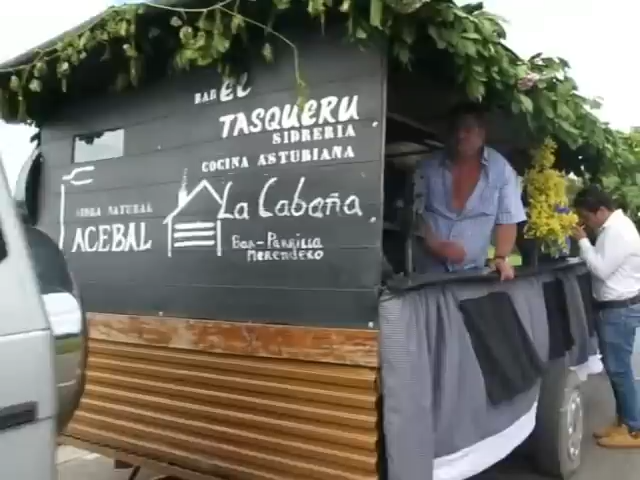 BAR EL
TASQUERU
SIDRERIA
COCINA ASTURIANA
SIDRA NATURAL
ACEBAL
La Cabaña
Bar-Parrilla
Merendero